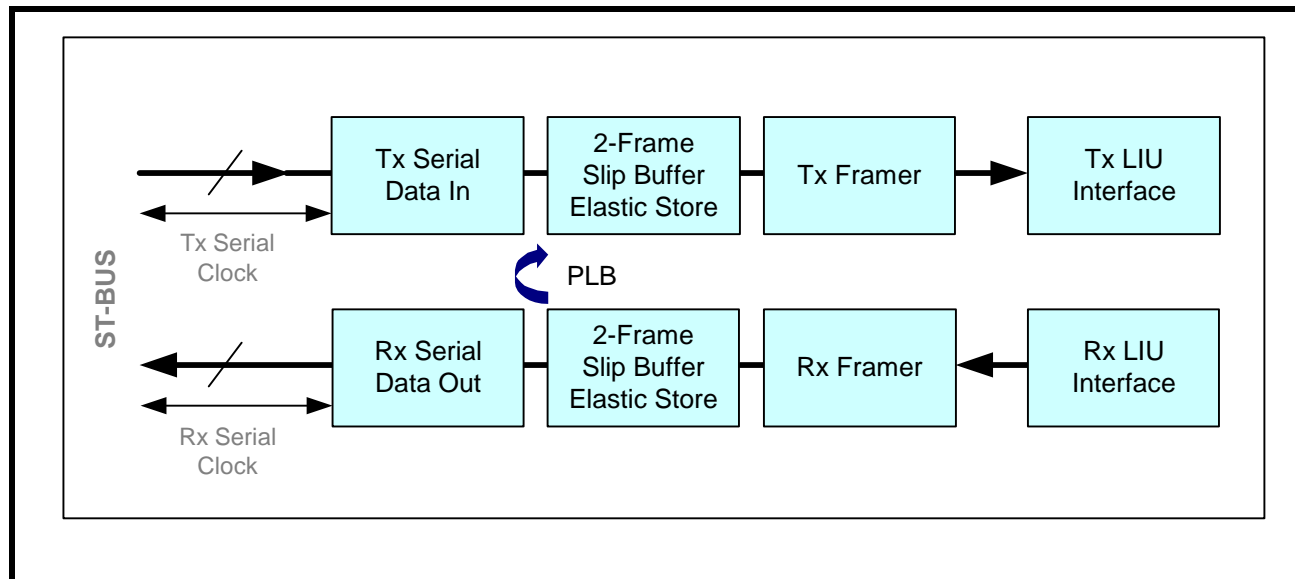 ST-BUS
Tx Serial
Data In
2-Frame
Slip Buffer
Elastic Store
Tx Framer
Tx LIU
Interface
Tx Serial
Clock
PLB
Rx Serial
Data Out
2-Frame
Slip Buffer
Elastic Store
Rx Framer
Rx LIU
Interface
Rx Serial
Clock